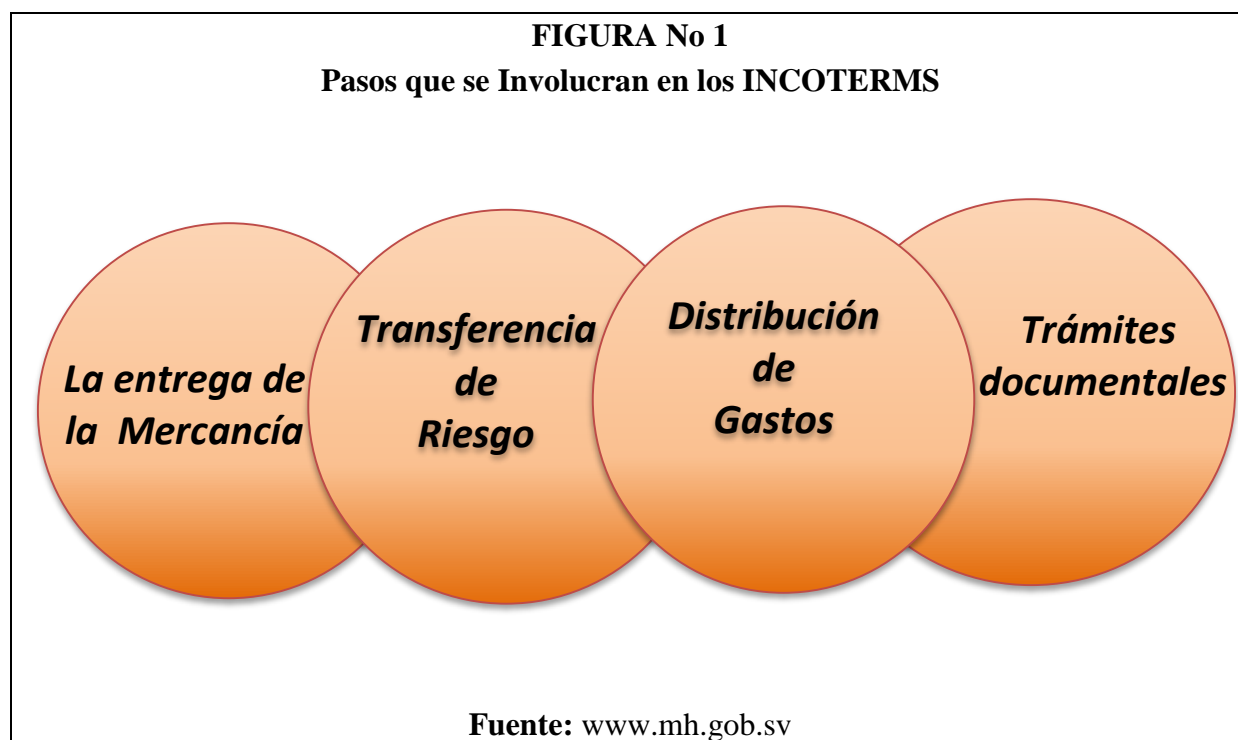 FIGURA No 1
Pasos que se Involucran en los INCOTERMS
La entrega de
la Mercancía
Transferencia
de
Riesgo
Distribución
de
Gastos
Trámites
documentales
Fuente: www.mh.gob.sv